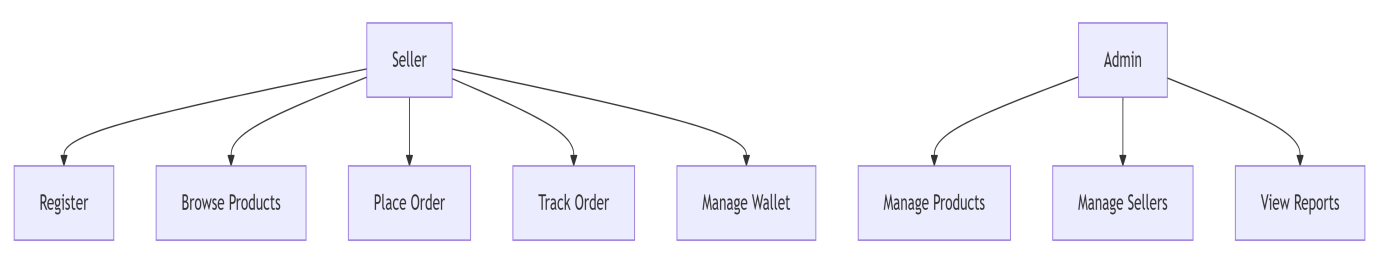 Seller
Admin
Register
Browse Products
Place Order
Track Order
Manage Wallet
Manage Products
Manage Sellers
View Reports